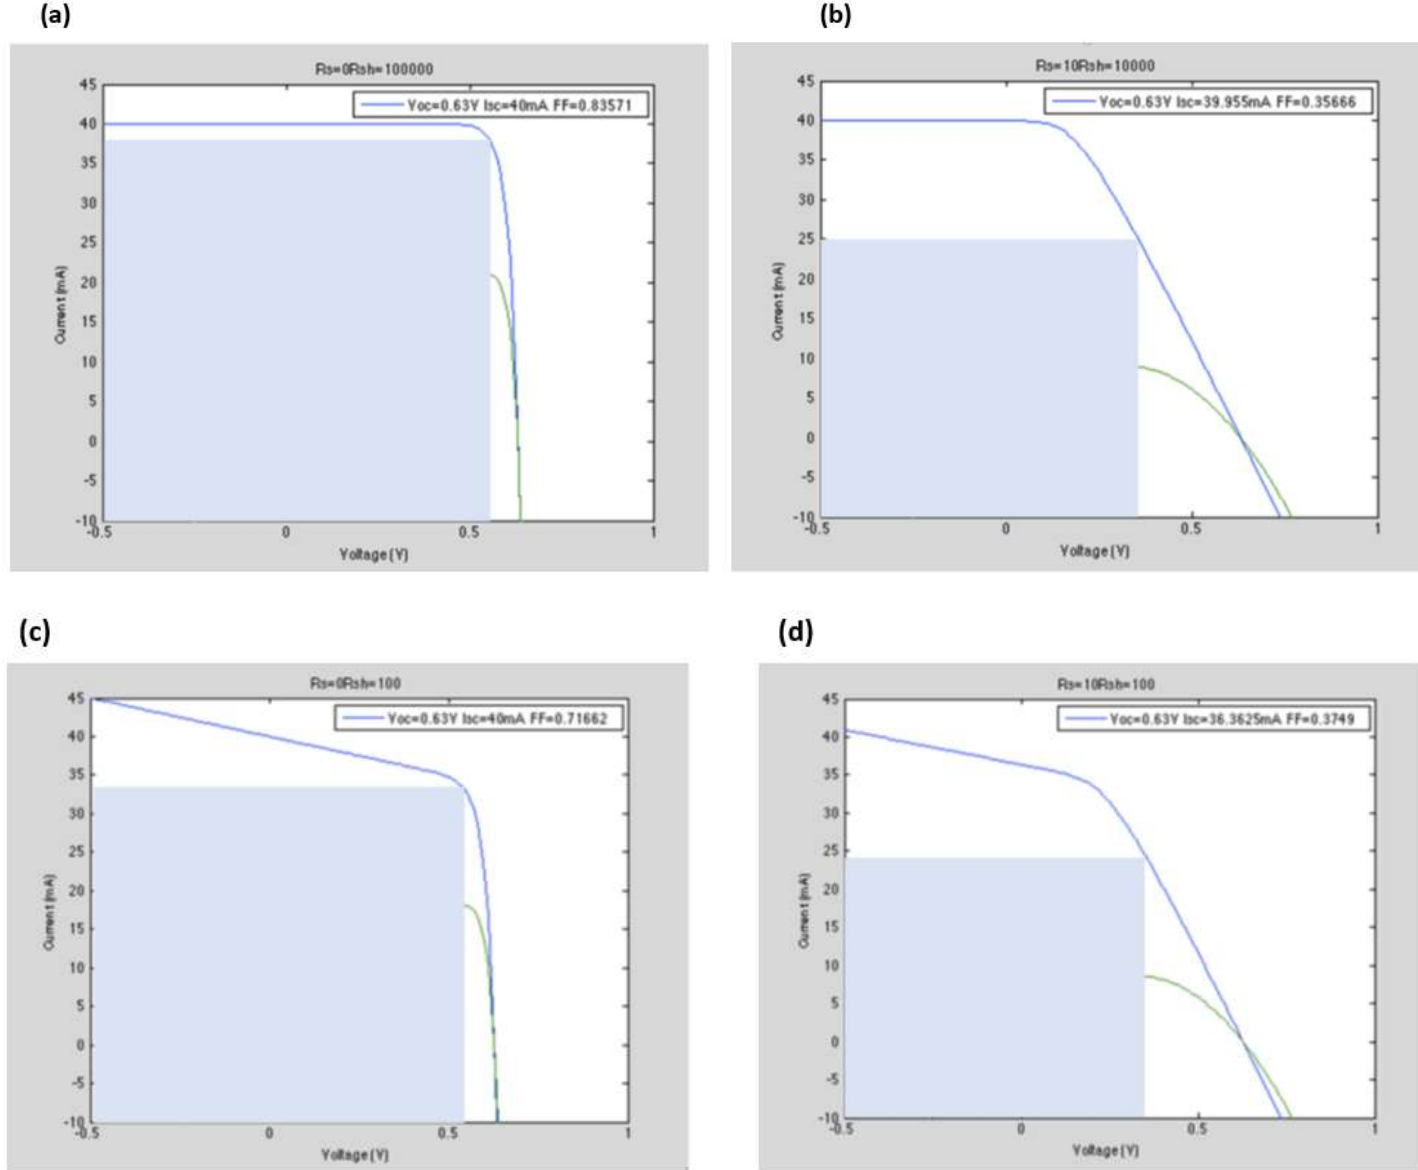 (a)
Rs=0Rsh=100000
Voc=0.63V Isc=40mA FF=0.83571
45
40
35
30
25
20
15
10
5
0
-5
-10
Current (mA)
-0.5 0 0.5 1
Voltage (V)
(b)
Rs=10Rsh=10000
Voc=0.63V Isc=39.955mA FF=0.35666
45
40
35
30
25
20
15
10
5
0
-5
-10
Current (mA)
-0.5 0 0.5 1
Voltage (V)
(c)
Rs=0Rsh=100
Voc=0.63V Isc=40mA FF=0.71662
45
40
35
30
25
20
15
10
5
0
-5
-10
Current (mA)
-0.5 0 0.5 1
Voltage (V)
(d)
Rs=10Rsh=100
Voc=0.63V Isc=36.3625mA FF=0.3749
45
40
35
30
25
20
15
10
5
0
-5
-10
Current (mA)
-0.5 0 0.5 1
Voltage (V)